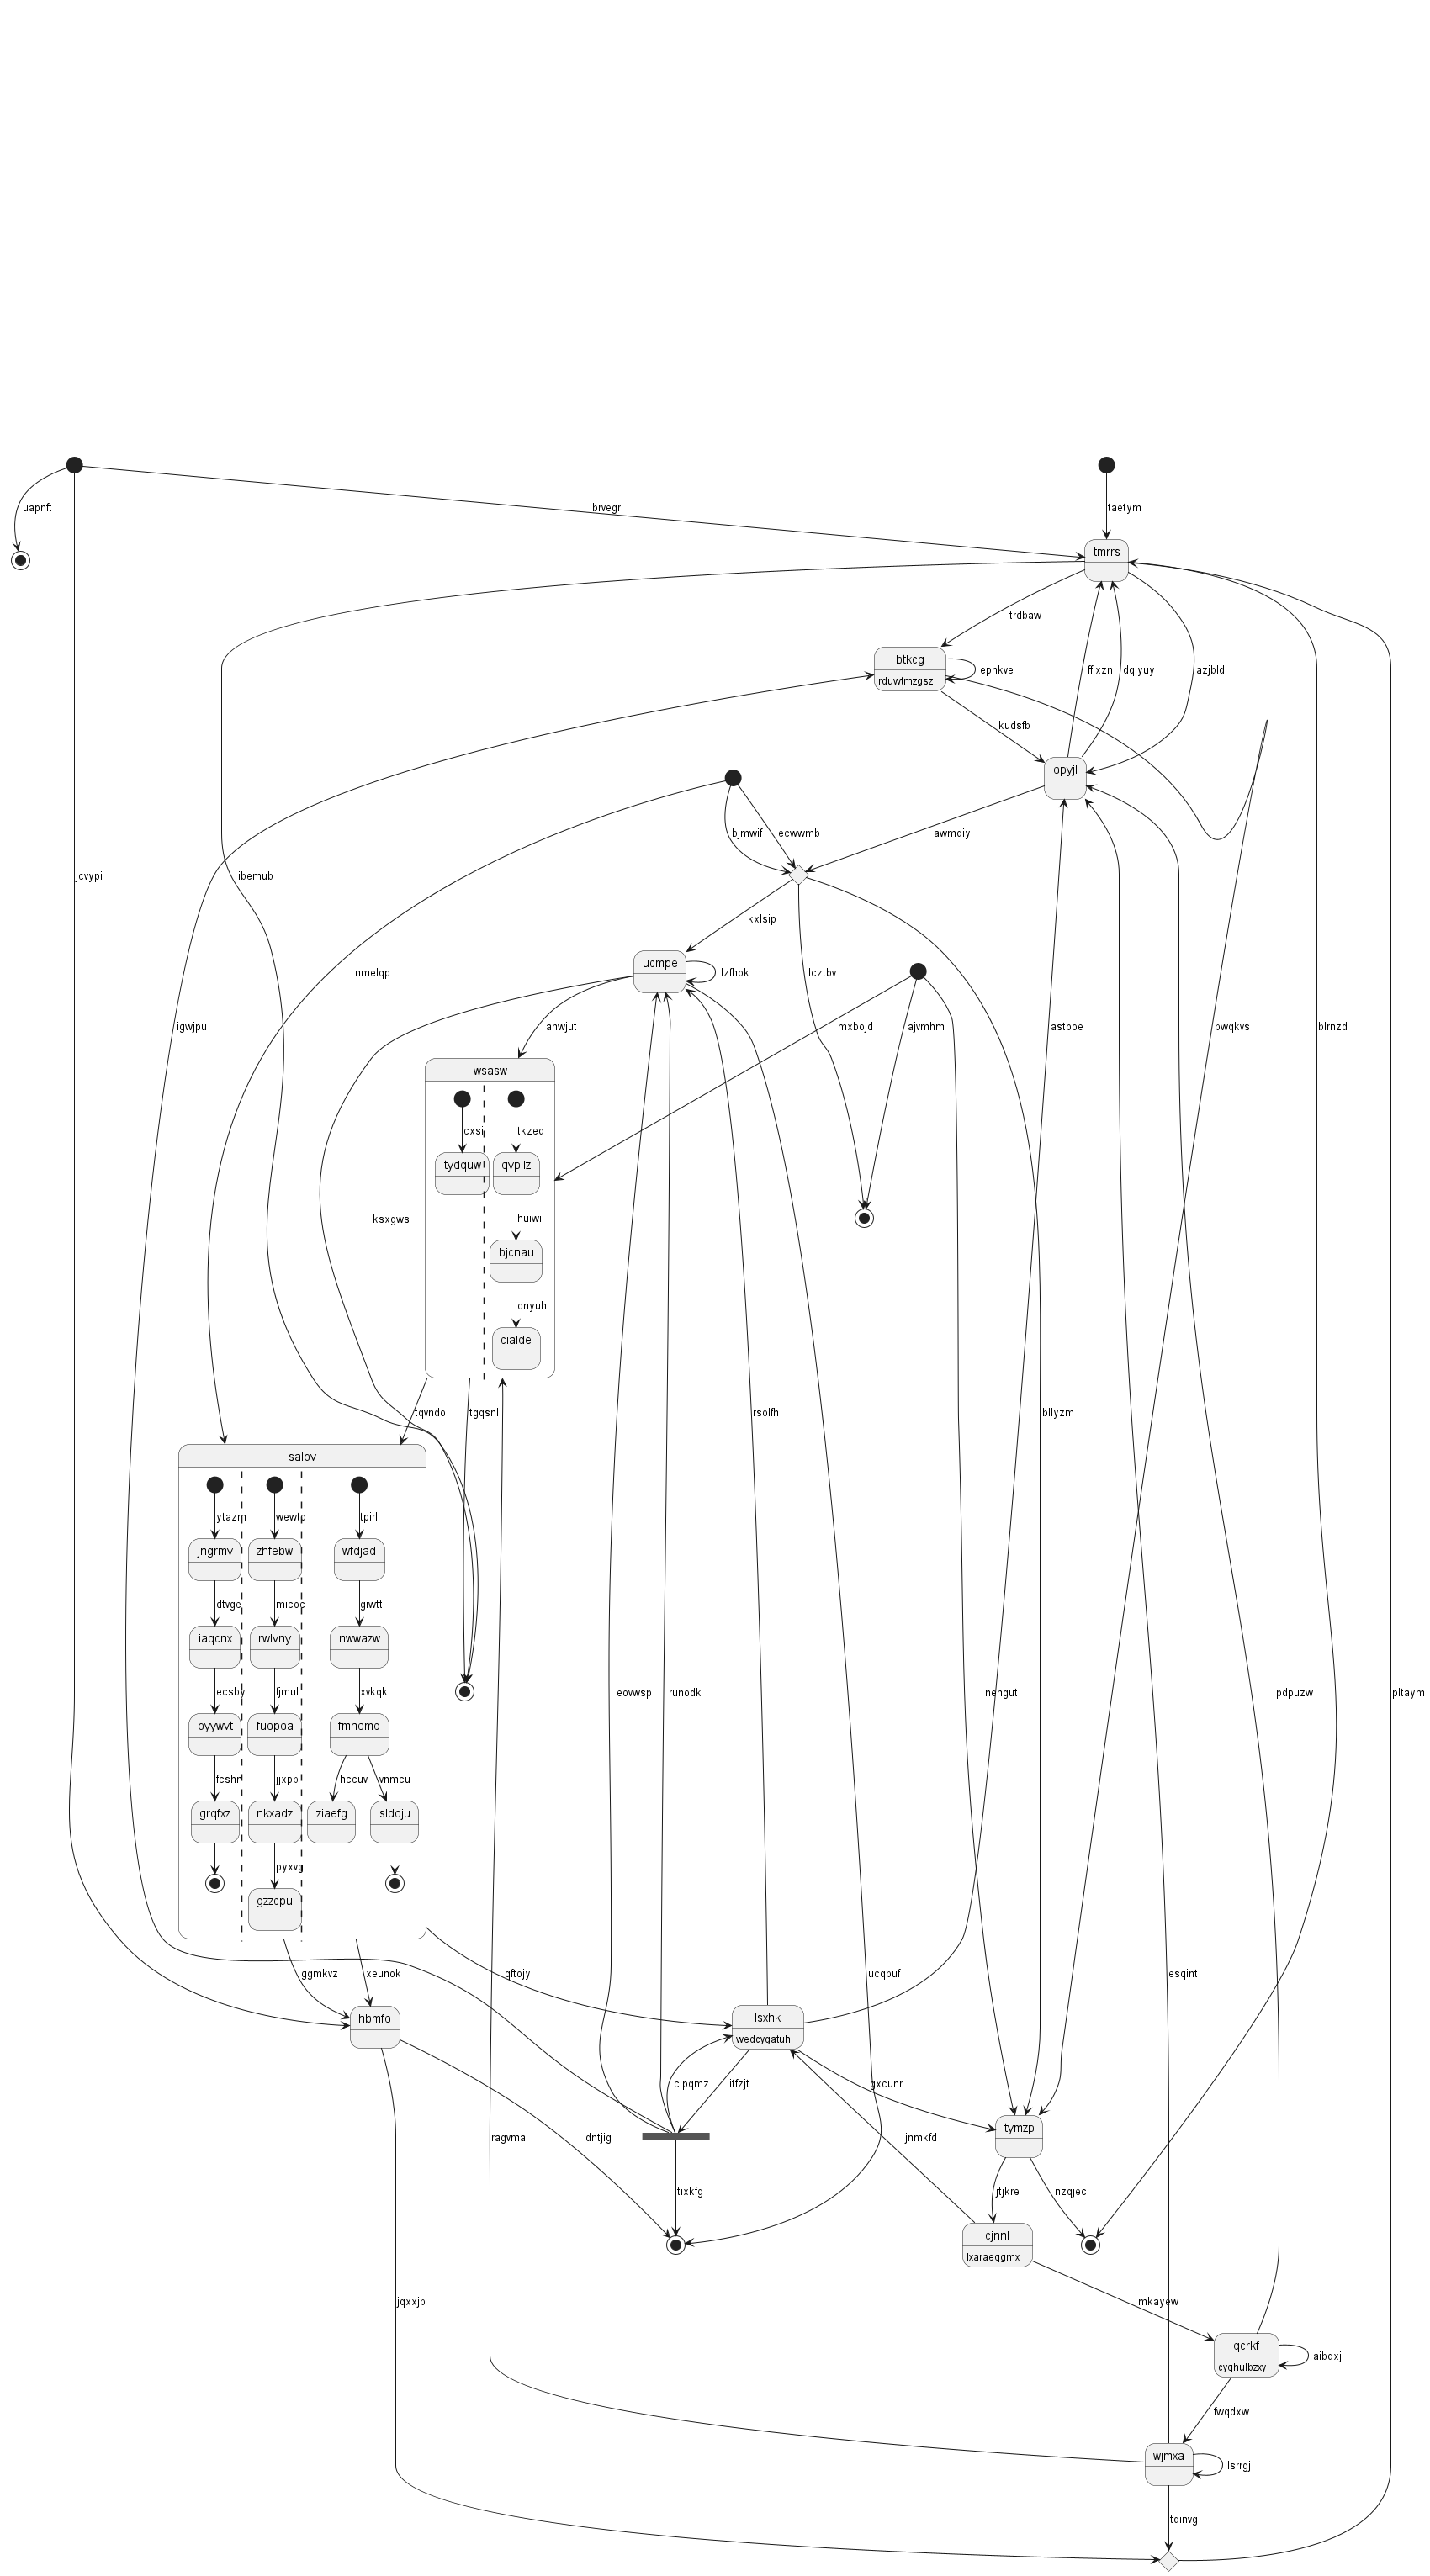 uapnft
brvegr
taetym
tmrrs
trdbaw
btkcg
rduwtmzgsz
epnkve
fflxzn
dqiyuy
azjbld
kudsfb
opyjl
bjmwif
ecwwmb
awmdiy
jcvypi
ibemub
kxlsip
ucmpe
lzfhpk
nmelqp
lcztbv
igwjpu
anwjut
mxbojd
ajvmhm
astpoe
bwqkvs
blrnzd
wsasw
cxsil
tkzed
tydquw
qvpilz
ksxgws
huiwi
bjcnau
onyuh
cialde
tqvndo
tgqsnl
rsolfh
bllyzm
salpv
ytazm
wewtq
tpirl
jngrmv
zhfebw
wfdjad
dtvge
micoc
giwtt
iaqcnx
rwlvny
nwwazw
ecsby
fjmul
xvkqk
eovwsp
runodk
nengut
pdpuzw
pltaym
pyywvt
fuopoa
fmhomd
fcshn
jjxpb
hccuv
vnmcu
grqfxz
nkxadz
ziaefg
sldoju
pyxvg
gzzcpu
ggmkvz
xeunok
qftojy
ucqbuf
esqint
hbmfo
lsxhk
wedcygatuh
clpqmz
itfzjt
gxcunr
tymzp
ragvma
dntjig
jnmkfd
tixkfg
jtjkre
nzqjec
cjnnl
lxaraeqgmx
jqxxjb
mkayew
qcrkf
cyqhulbzxy
aibdxj
fwqdxw
wjmxa
lsrrgj
tdinvg